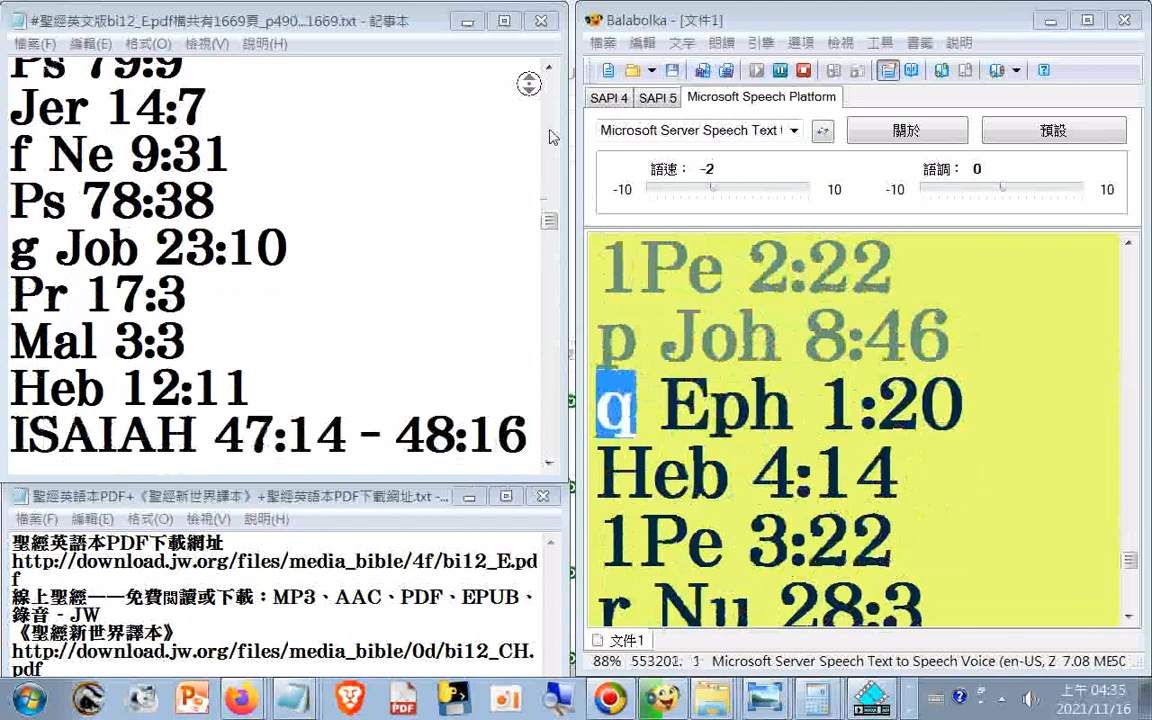 #聖經英文版bi12_E.pdf檔共有1669頁_p490...1669.txt - 記事本
檔案(F) 編輯(E) 格式(O) 檢視(V) 說明(H)
Ps 79:9
Jer 14:7
f Ne 9:31
Ps 78:38
g Job 23:10
Pr 17:3
Mal 3:3
Heb 12:11
ISAIAH 47:14 - 48:16
聖經英語本PDF+《聖經新世界譯本》+聖經英語本PDF下載網址.txt -...
檔案(F) 編輯(E) 格式(O) 檢視(V) 說明(H)
聖經英語本PDF下載網址
http://download.jw.org/files/media_bible/4f/bi12_E.pd
f
線上聖經——免費閱讀或下載：MP3、AAC、PDF、EPUB、
錄音 - JW
《聖經新世界譯本》
http://download.jw.org/files/media_bible/0d/bi12_CH.
pdf
Balabolka - [文件1]
檔案 編輯 文字 朗讀 引擎 選項 檢視 工具 書籤 說明
SAPI 4 SAPI 5 Microsoft Speech Platform
Microsoft Server Speech Text t 關於 預設
語速： -2 語調： 0
-10 10 -10 10
1Pe 2:22
p Joh 8:46
q Eph 1:20
Heb 4:14
1Pe 3:22
r Nu 28:3
文件1
88% 553201: 1 Microsoft Server Speech Text to Speech Voice (en-US, Z 7.08 ME50
上午 04:35
2021/11/16